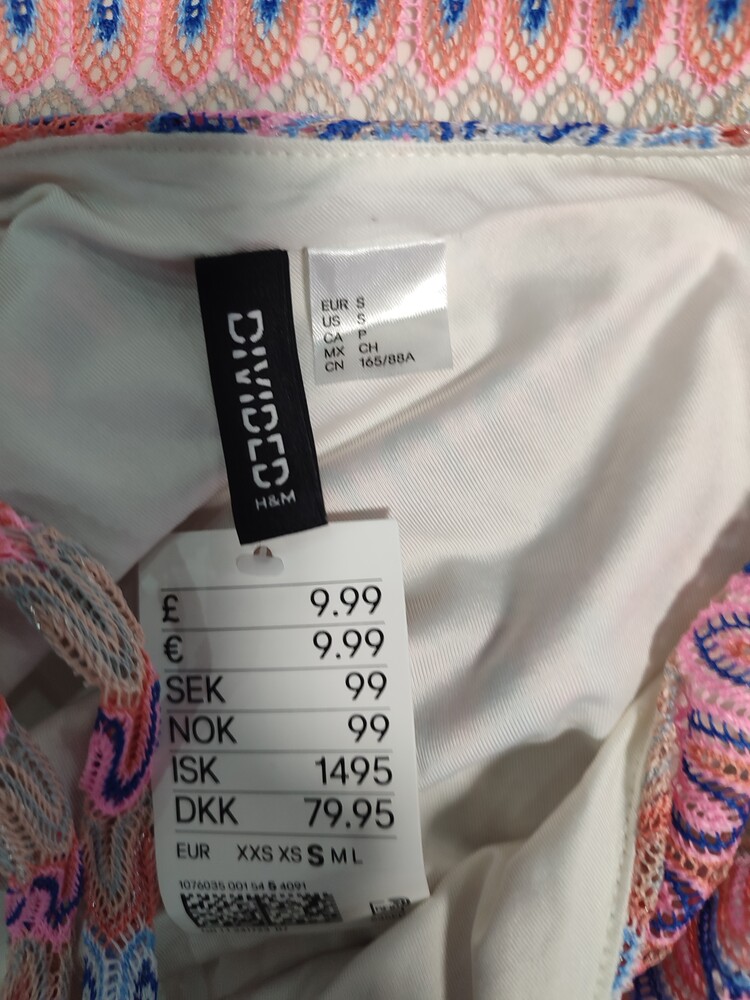 DIVIDED
H&M
EUR S
US S
CA P
MX CH
CN 165/88A
£ 9.99
€ 9.99
SEK 99
NOK 99
ISK 1495
DKK 79.95
EUR XXS XS S M L
1076035 001 54 6 4091